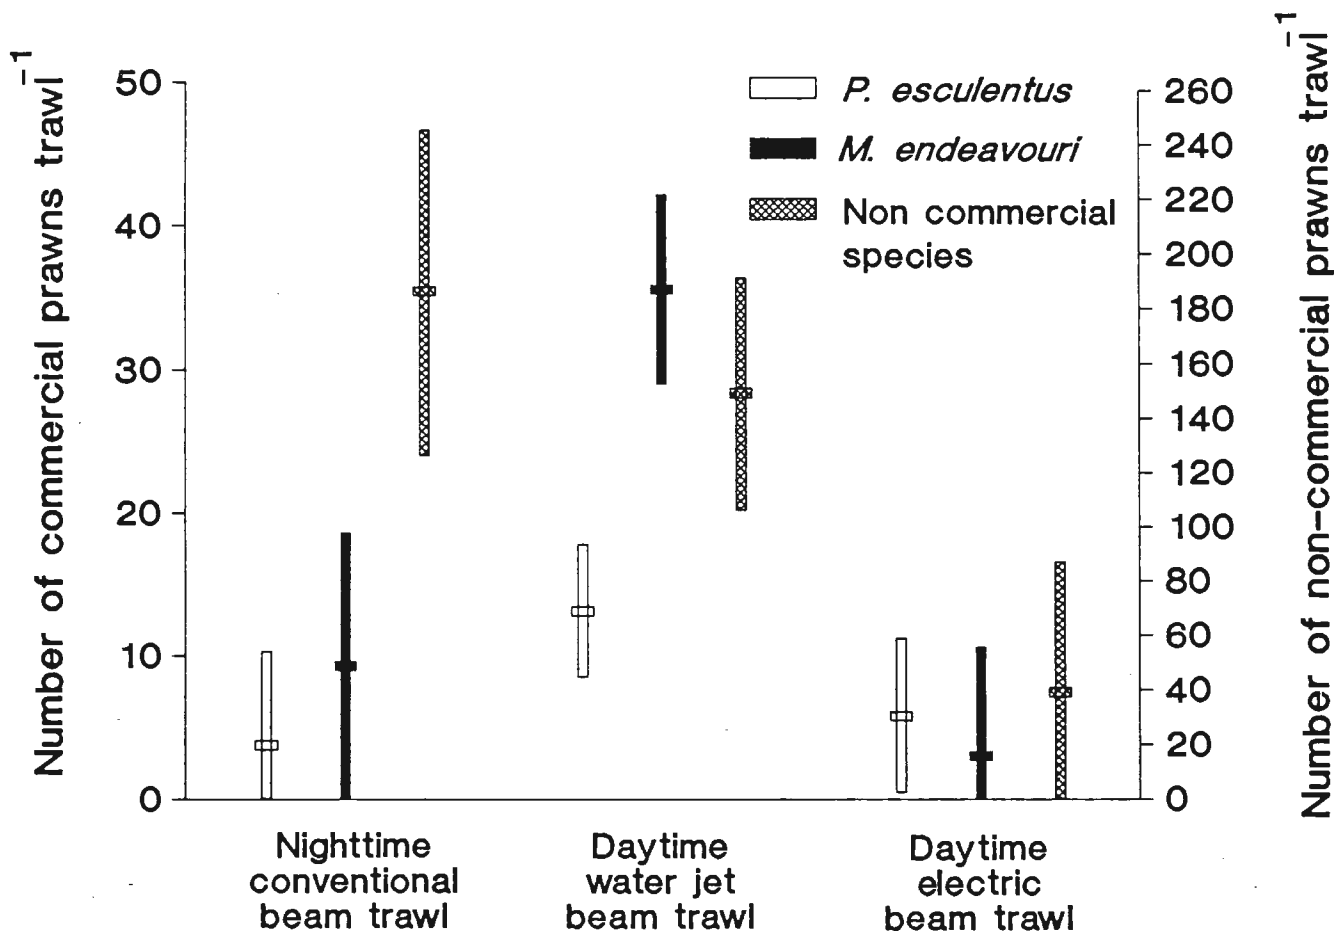 Number of commercial prawns trawl⁻¹
50
40
30
20
10
0
P. esculentus
M. endeavouri
Non commercial
species
260
240
220
200
180
160
140
120
100
80
60
40
20
0
Number of non-commercial prawns trawl⁻¹
Nighttime
conventional
beam trawl
Daytime
water jet
beam trawl
Daytime
electric
beam trawl